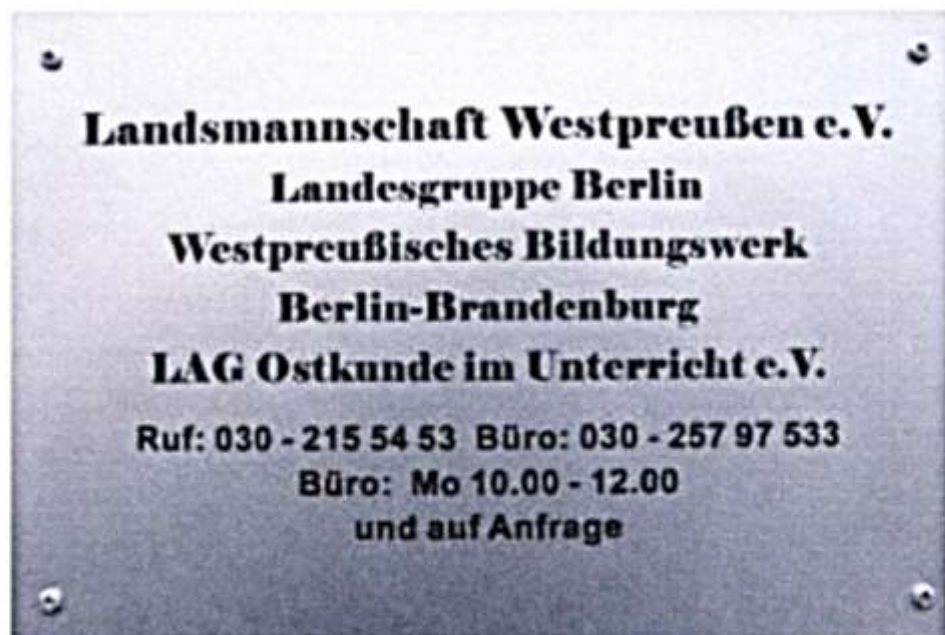 Landsmannschaft Westpreußen e.V.
Landesgruppe Berlin
Westpreußisches Bildungswerk
Berlin-Brandenburg
LAG Ostkunde im Unterricht e.V.
Ruf: 030 - 215 54 53 Büro: 030 - 257 97 533
Büro: Mo 10.00 - 12.00
und auf Anfrage